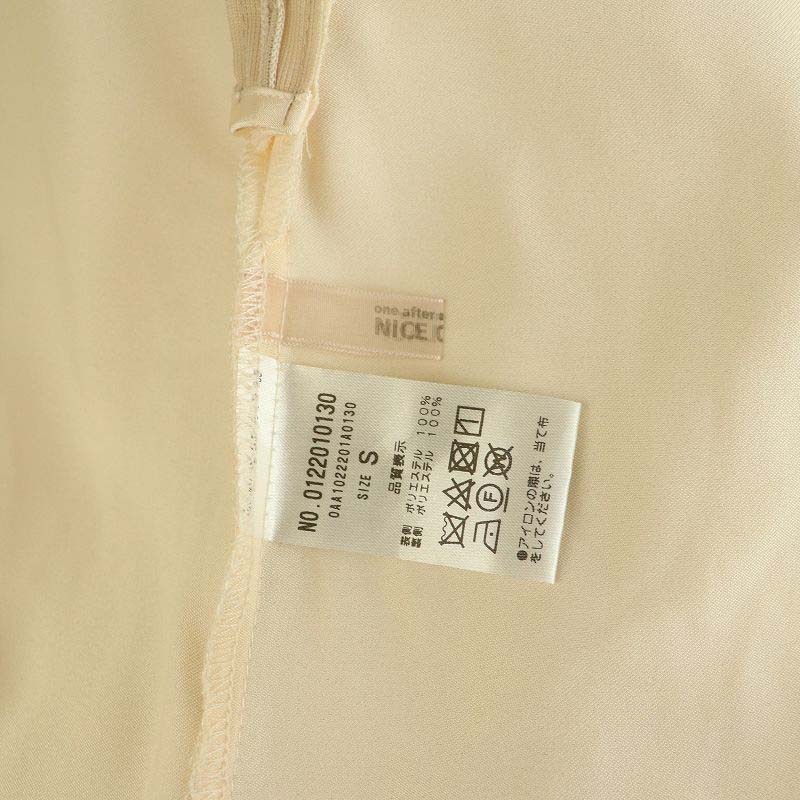 one after
NICE
NO.0122010130
0AA1022201A0130
SIZE S
品質表示
表側 ポリエステル 100%
裏側 ポリエステル 100%
F
●アイロンの際は、当て布
をしてください。